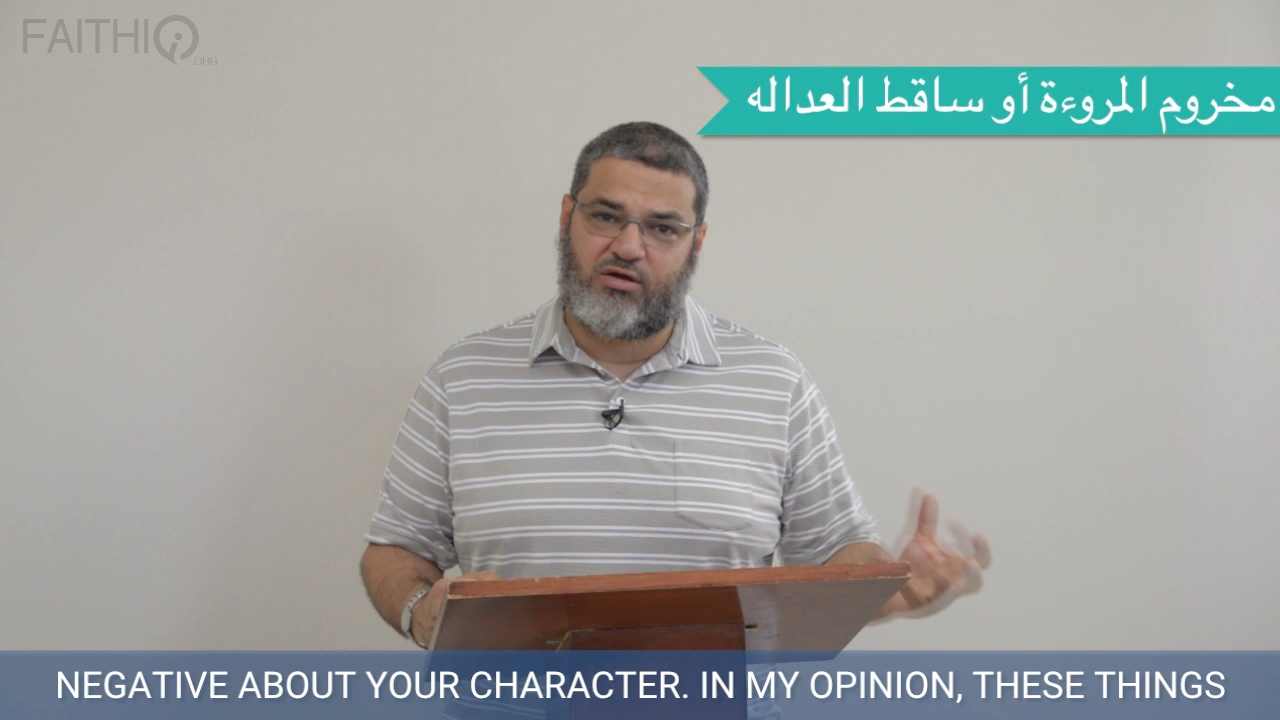 FAITHIQ
.ORG
مخروم المروءة أو ساقط العداله
NEGATIVE ABOUT YOUR CHARACTER. IN MY OPINION, THESE THINGS